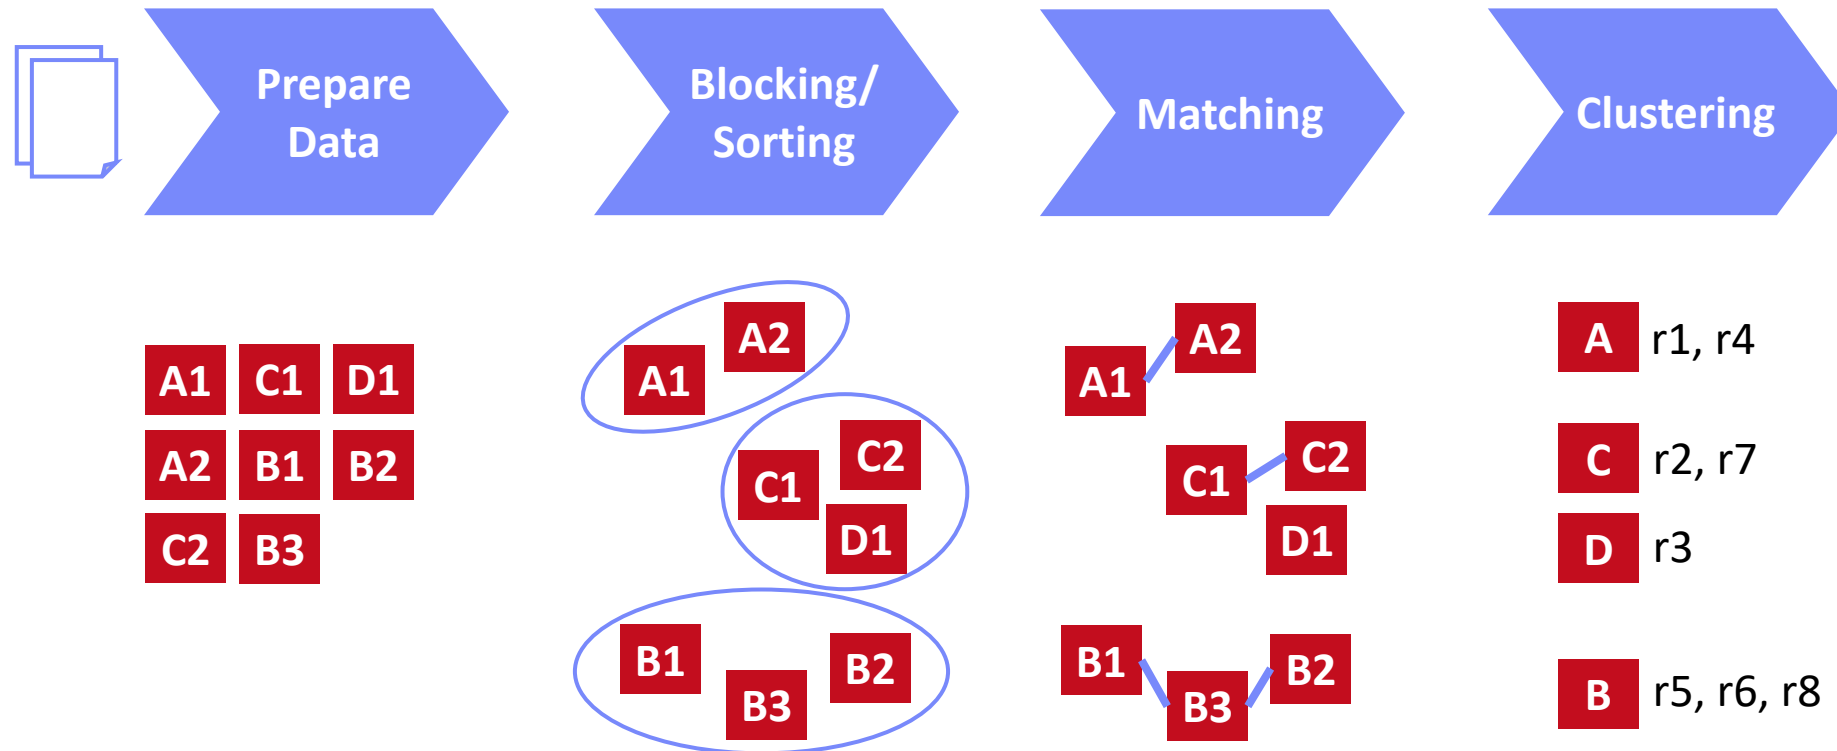 Prepare
Data
Blocking/
Sorting
Matching
Clustering
A1 C1 D1
A2 B1 B2
C2 B3
A2
A1
C2
C1
D1
B1
B2
B3
A2
A1
C2
C1
D1
B1
B2
B3
A r1, r4
C r2, r7
D r3
B r5, r6, r8